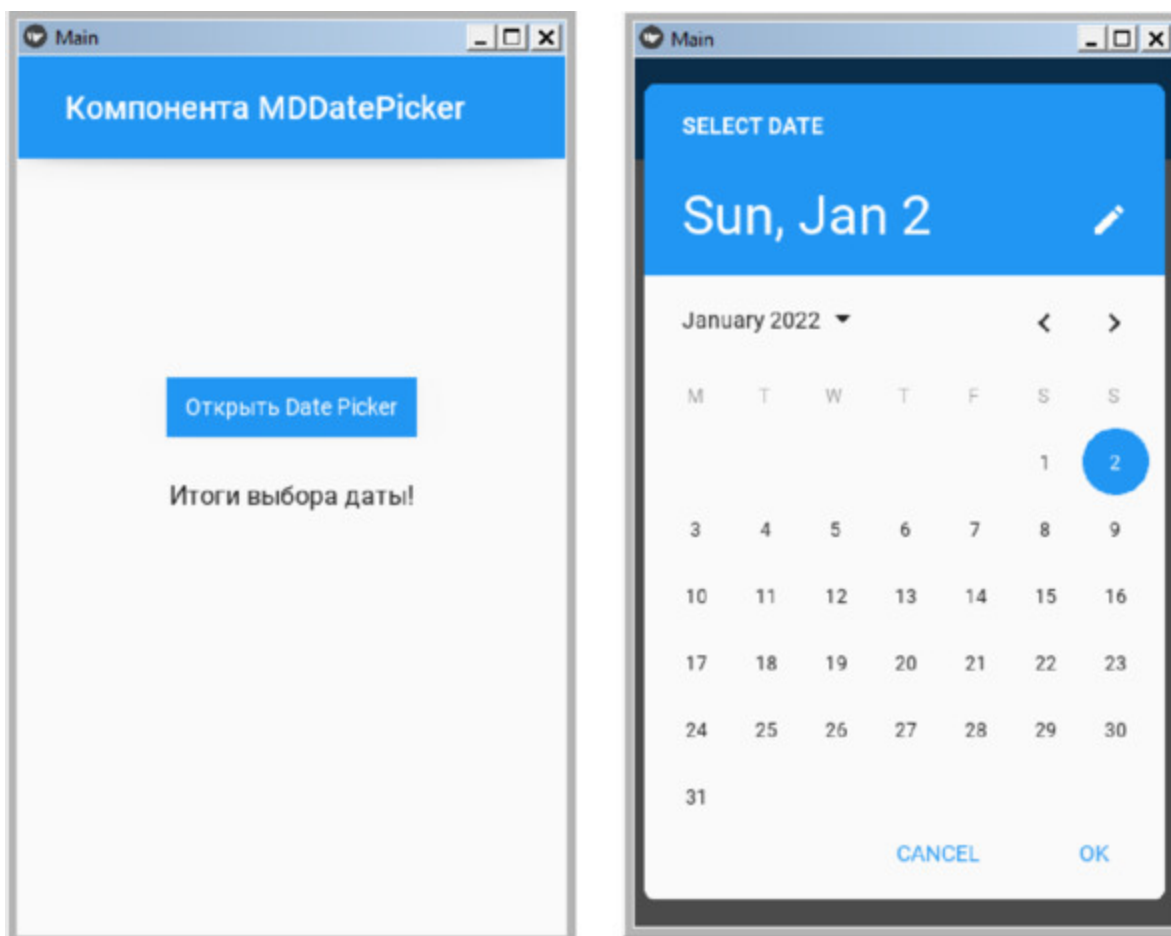 Main
Компонента MDDatePicker
Открыть Date Picker
Итоги выбора даты!
Main
SELECT DATE
Sun, Jan 2
January 2022
M T W T F S S
1 2
3 4 5 6 7 8 9
10 11 12 13 14 15 16
17 18 19 20 21 22 23
24 25 26 27 28 29 30
31
CANCEL OK